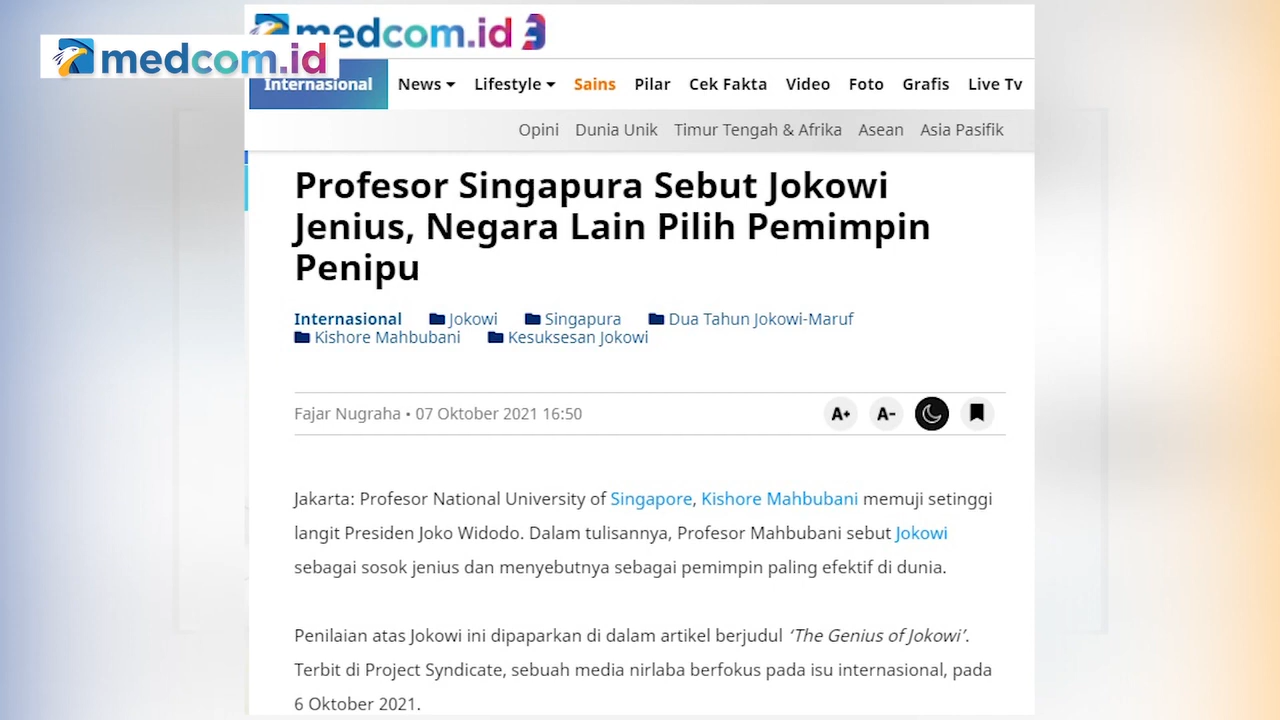 medcom.id
medcom.id
Internasional News Lifestyle Sains Pilar Cek Fakta Video Foto Grafis Live Tv
Opini Dunia Unik Timur Tengah & Afrika Asean Asia Pasifik
Profesor Singapura Sebut Jokowi
Jenius, Negara Lain Pilih Pemimpin
Penipu
Internasional Jokowi Singapura Dua Tahun Jokowi-Maruf
Kishore Mahbubani Kesuksesan Jokowi
Fajar Nugraha • 07 Oktober 2021 16:50 A+ A-
Jakarta: Profesor National University of Singapore, Kishore Mahbubani memuji setinggi
langit Presiden Joko Widodo. Dalam tulisannya, Profesor Mahbubani sebut Jokowi
sebagai sosok jenius dan menyebutnya sebagai pemimpin paling efektif di dunia.
Penilaian atas Jokowi ini dipaparkan di dalam artikel berjudul ‘The Genius of Jokowi’.
Terbit di Project Syndicate, sebuah media nirlaba berfokus pada isu internasional, pada
6 Oktober 2021.